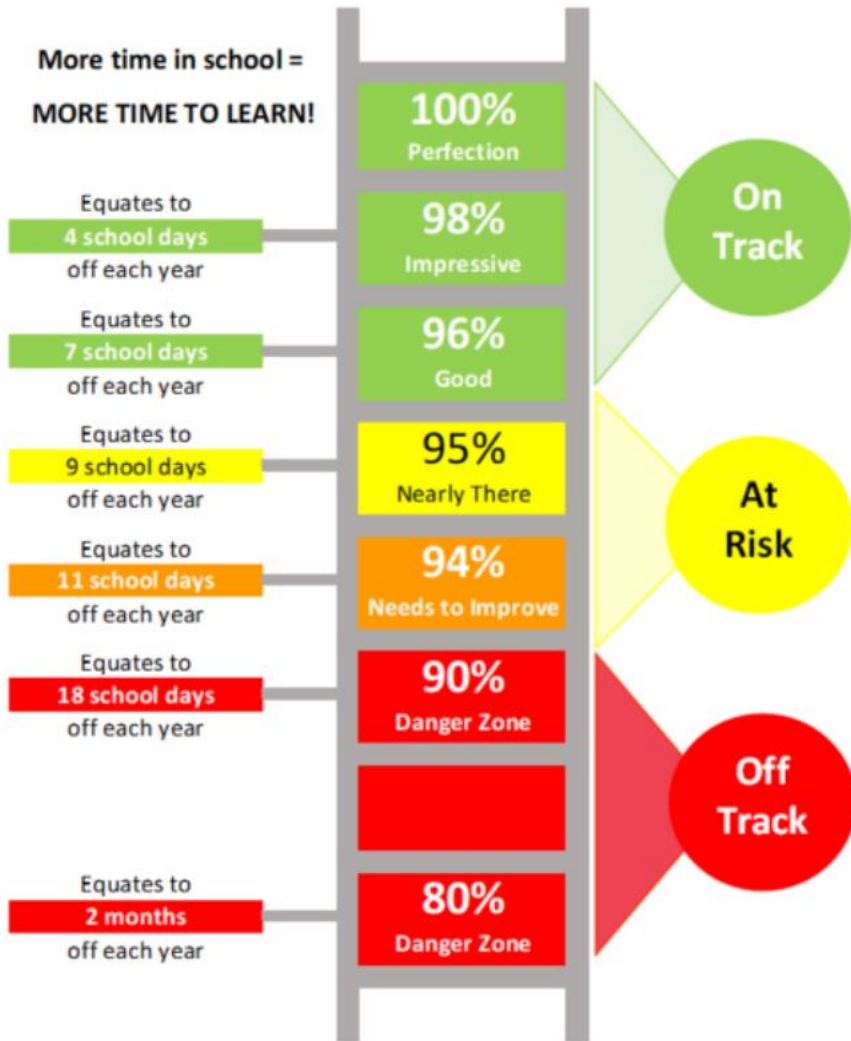 More time in school =
MORE TIME TO LEARN!
100%
Perfection
Equates to
4 school days
off each year
98%
Impressive
On
Track
Equates to
7 school days
off each year
96%
Good
Equates to
9 school days
off each year
95%
Nearly There
At
Risk
Equates to
11 school days
off each year
94%
Needs to Improve
Equates to
18 school days
off each year
90%
Danger Zone
Off
Track
Equates to
2 months
off each year
80%
Danger Zone